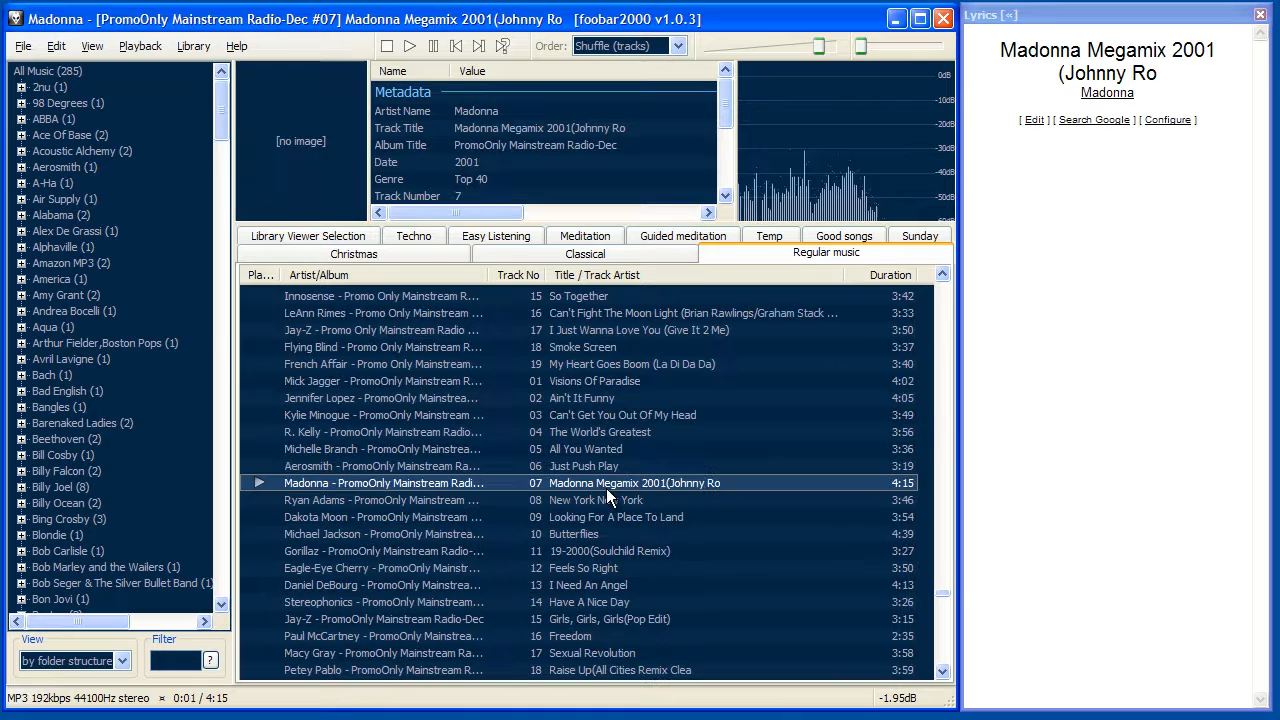 Madonna - [PromoOnly Mainstream Radio-Dec #07] Madonna Megamix 2001(Johnny Ro [foobar2000 v1.0.3]
File Edit View Playback Library Help
Order: Shuffle (tracks)
All Music (285)
2nu (1)
98 Degrees (1)
ABBA (1)
Ace Of Base (2)
Acoustic Alchemy (2)
Aerosmith (1)
A-Ha (1)
Air Supply (1)
Alabama (2)
Alex De Grassi (1)
Alphaville (1)
Amazon MP3 (2)
America (1)
Amy Grant (2)
Andrea Bocelli (1)
Aqua (1)
Arthur Fielder,Boston Pops (1)
Avril Lavigne (1)
Bach (1)
Bad English (1)
Bangles (1)
Barenaked Ladies (2)
Beethoven (2)
Bill Cosby (1)
Billy Falcon (2)
Billy Joel (8)
Billy Ocean (2)
Bing Crosby (3)
Blondie (1)
Bob Carlisle (1)
Bob Marley and the Wailers (1)
Bob Seger & The Silver Bullet Band (1)
Bon Jovi (1)
View
by folder structure
Filter
?
[no image]
Name Value
Metadata
Artist Name Madonna
Track Title Madonna Megamix 2001(Johnny Ro
Album Title PromoOnly Mainstream Radio-Dec
Date 2001
Genre Top 40
Track Number 7
0dB
-10dB
-20dB
-30dB
-40dB
-50dB
Library Viewer Selection Techno Easy Listening Meditation Guided meditation Temp Good songs Sunday
Christmas Classical Regular music
Pla... Artist/Album Track No Title / Track Artist Duration
Innosense - Promo Only Mainstream R... 15 So Together 3:42
LeAnn Rimes - Promo Only Mainstream... 16 Can't Fight The Moon Light (Brian Rawlings/Graham Stack ... 3:33
Jay-Z - Promo Only Mainstream Radio ... 17 I Just Wanna Love You (Give It 2 Me) 3:50
Flying Blind - Promo Only Mainstream R... 18 Smoke Screen 3:37
French Affair - Promo Only Mainstream... 19 My Heart Goes Boom (La Di Da Da) 3:40
Mick Jagger - PromoOnly Mainstream R... 01 Visions Of Paradise 4:02
Jennifer Lopez - PromoOnly Mainstrea... 02 Ain't It Funny 4:05
Kylie Minogue - PromoOnly Mainstream ... 03 Can't Get You Out Of My Head 3:49
R. Kelly - PromoOnly Mainstream Radio... 04 The World's Greatest 3:56
Michelle Branch - PromoOnly Mainstrea... 05 All You Wanted 3:36
Aerosmith - PromoOnly Mainstream Ra... 06 Just Push Play 3:19
Madonna - PromoOnly Mainstream Radi... 07 Madonna Megamix 2001(Johnny Ro 4:15
Ryan Adams - PromoOnly Mainstream ... 08 New York New York 3:46
Dakota Moon - PromoOnly Mainstream... 09 Looking For A Place To Land 3:54
Michael Jackson - PromoOnly Mainstrea... 10 Butterflies 4:39
Gorillaz - PromoOnly Mainstream Radio-... 11 19-2000(Soulchild Remix) 3:27
Eagle-Eye Cherry - PromoOnly Mainstr... 12 Feels So Right 3:50
Daniel DeBourg - PromoOnly Mainstrea... 13 I Need An Angel 4:13
Stereophonics - PromoOnly Mainstream... 14 Have A Nice Day 3:26
Jay-Z - PromoOnly Mainstream Radio-Dec 15 Girls, Girls, Girls(Pop Edit) 3:15
Paul McCartney - PromoOnly Mainstrea... 16 Freedom 2:35
Macy Gray - PromoOnly Mainstream Ra... 17 Sexual Revolution 3:58
Petey Pablo - PromoOnly Mainstream R... 18 Raise Up(All Cities Remix Clea 3:59
MP3 192kbps 44100Hz stereo ¤ 0:01 / 4:15 -1.95dB
Lyrics [«]
Madonna Megamix 2001
(Johnny Ro
Madonna
[ Edit ] [ Search Google ] [ Configure ]